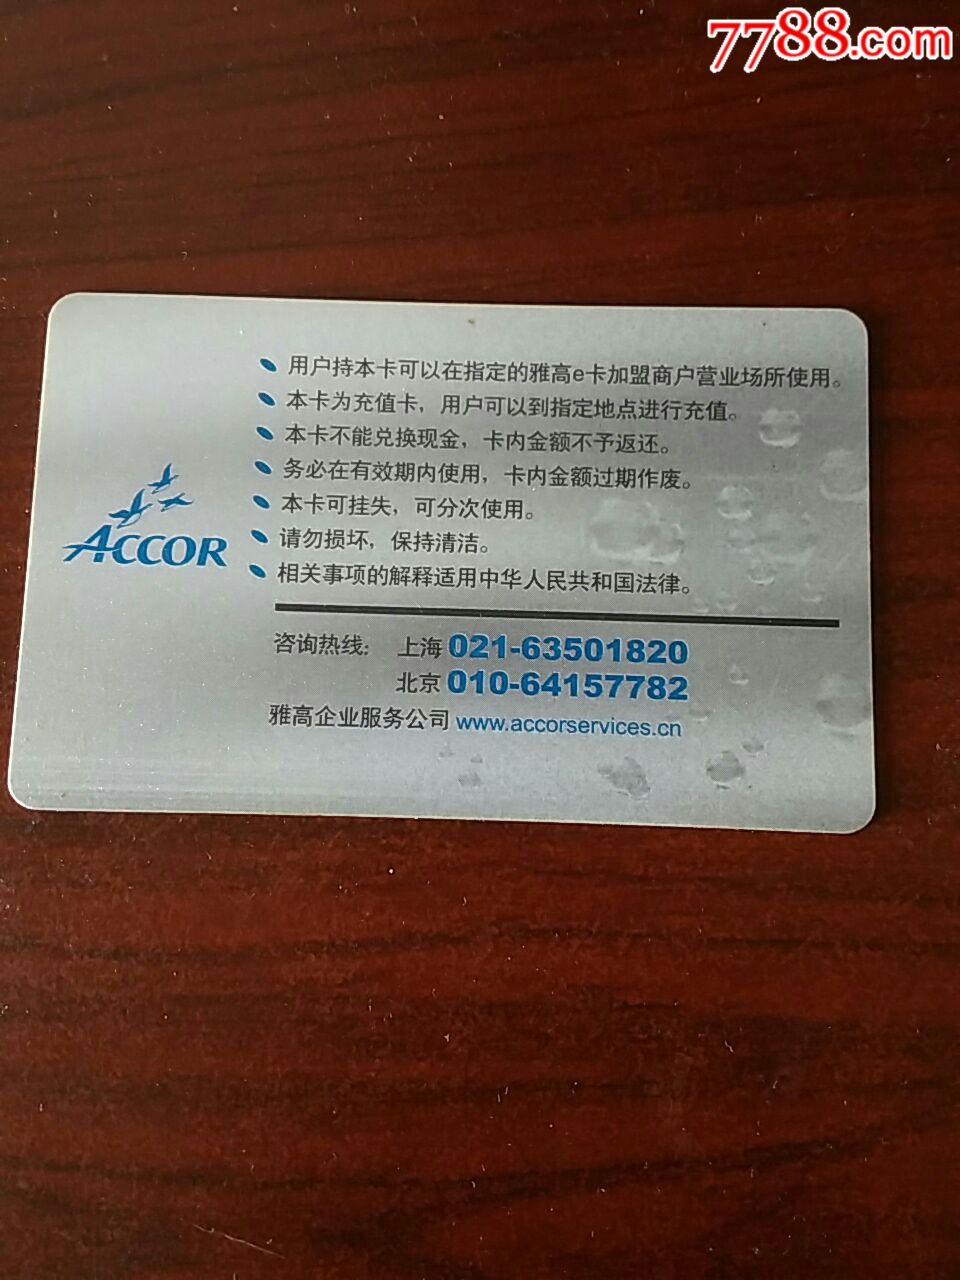 7788.com
用户持本卡可以在指定的雅高e卡加盟商户营业场所使用。
本卡为充值卡，用户可以到指定地点进行充值。
本卡不能兑换现金，卡内金额不予返还。
务必在有效期内使用，卡内金额过期作废。
本卡可挂失，可分次使用。
请勿损坏，保持清洁。
相关事项的解释适用中华人民共和国法律。
ACCOR
咨询热线： 上海 021-63501820
北京 010-64157782
雅高企业服务公司 www.accorservices.cn